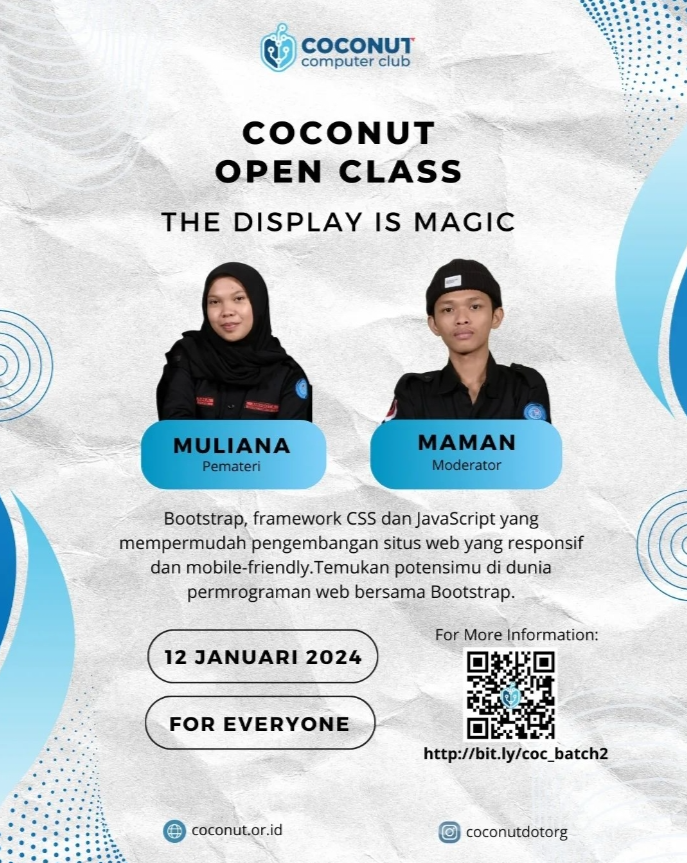 COCONUT
computer club
COCONUT
OPEN CLASS
THE DISPLAY IS MAGIC
MULIANA
Pemateri
MAMAN
Moderator
Bootstrap, framework CSS dan JavaScript yang
mempermudah pengembangan situs web yang responsif
dan mobile-friendly.Temukan potensimu di dunia
permrograman web bersama Bootstrap.
12 JANUARI 2024
FOR EVERYONE
For More Information:
http://bit.ly/coc_batch2
coconut.or.id
coconutdotorg